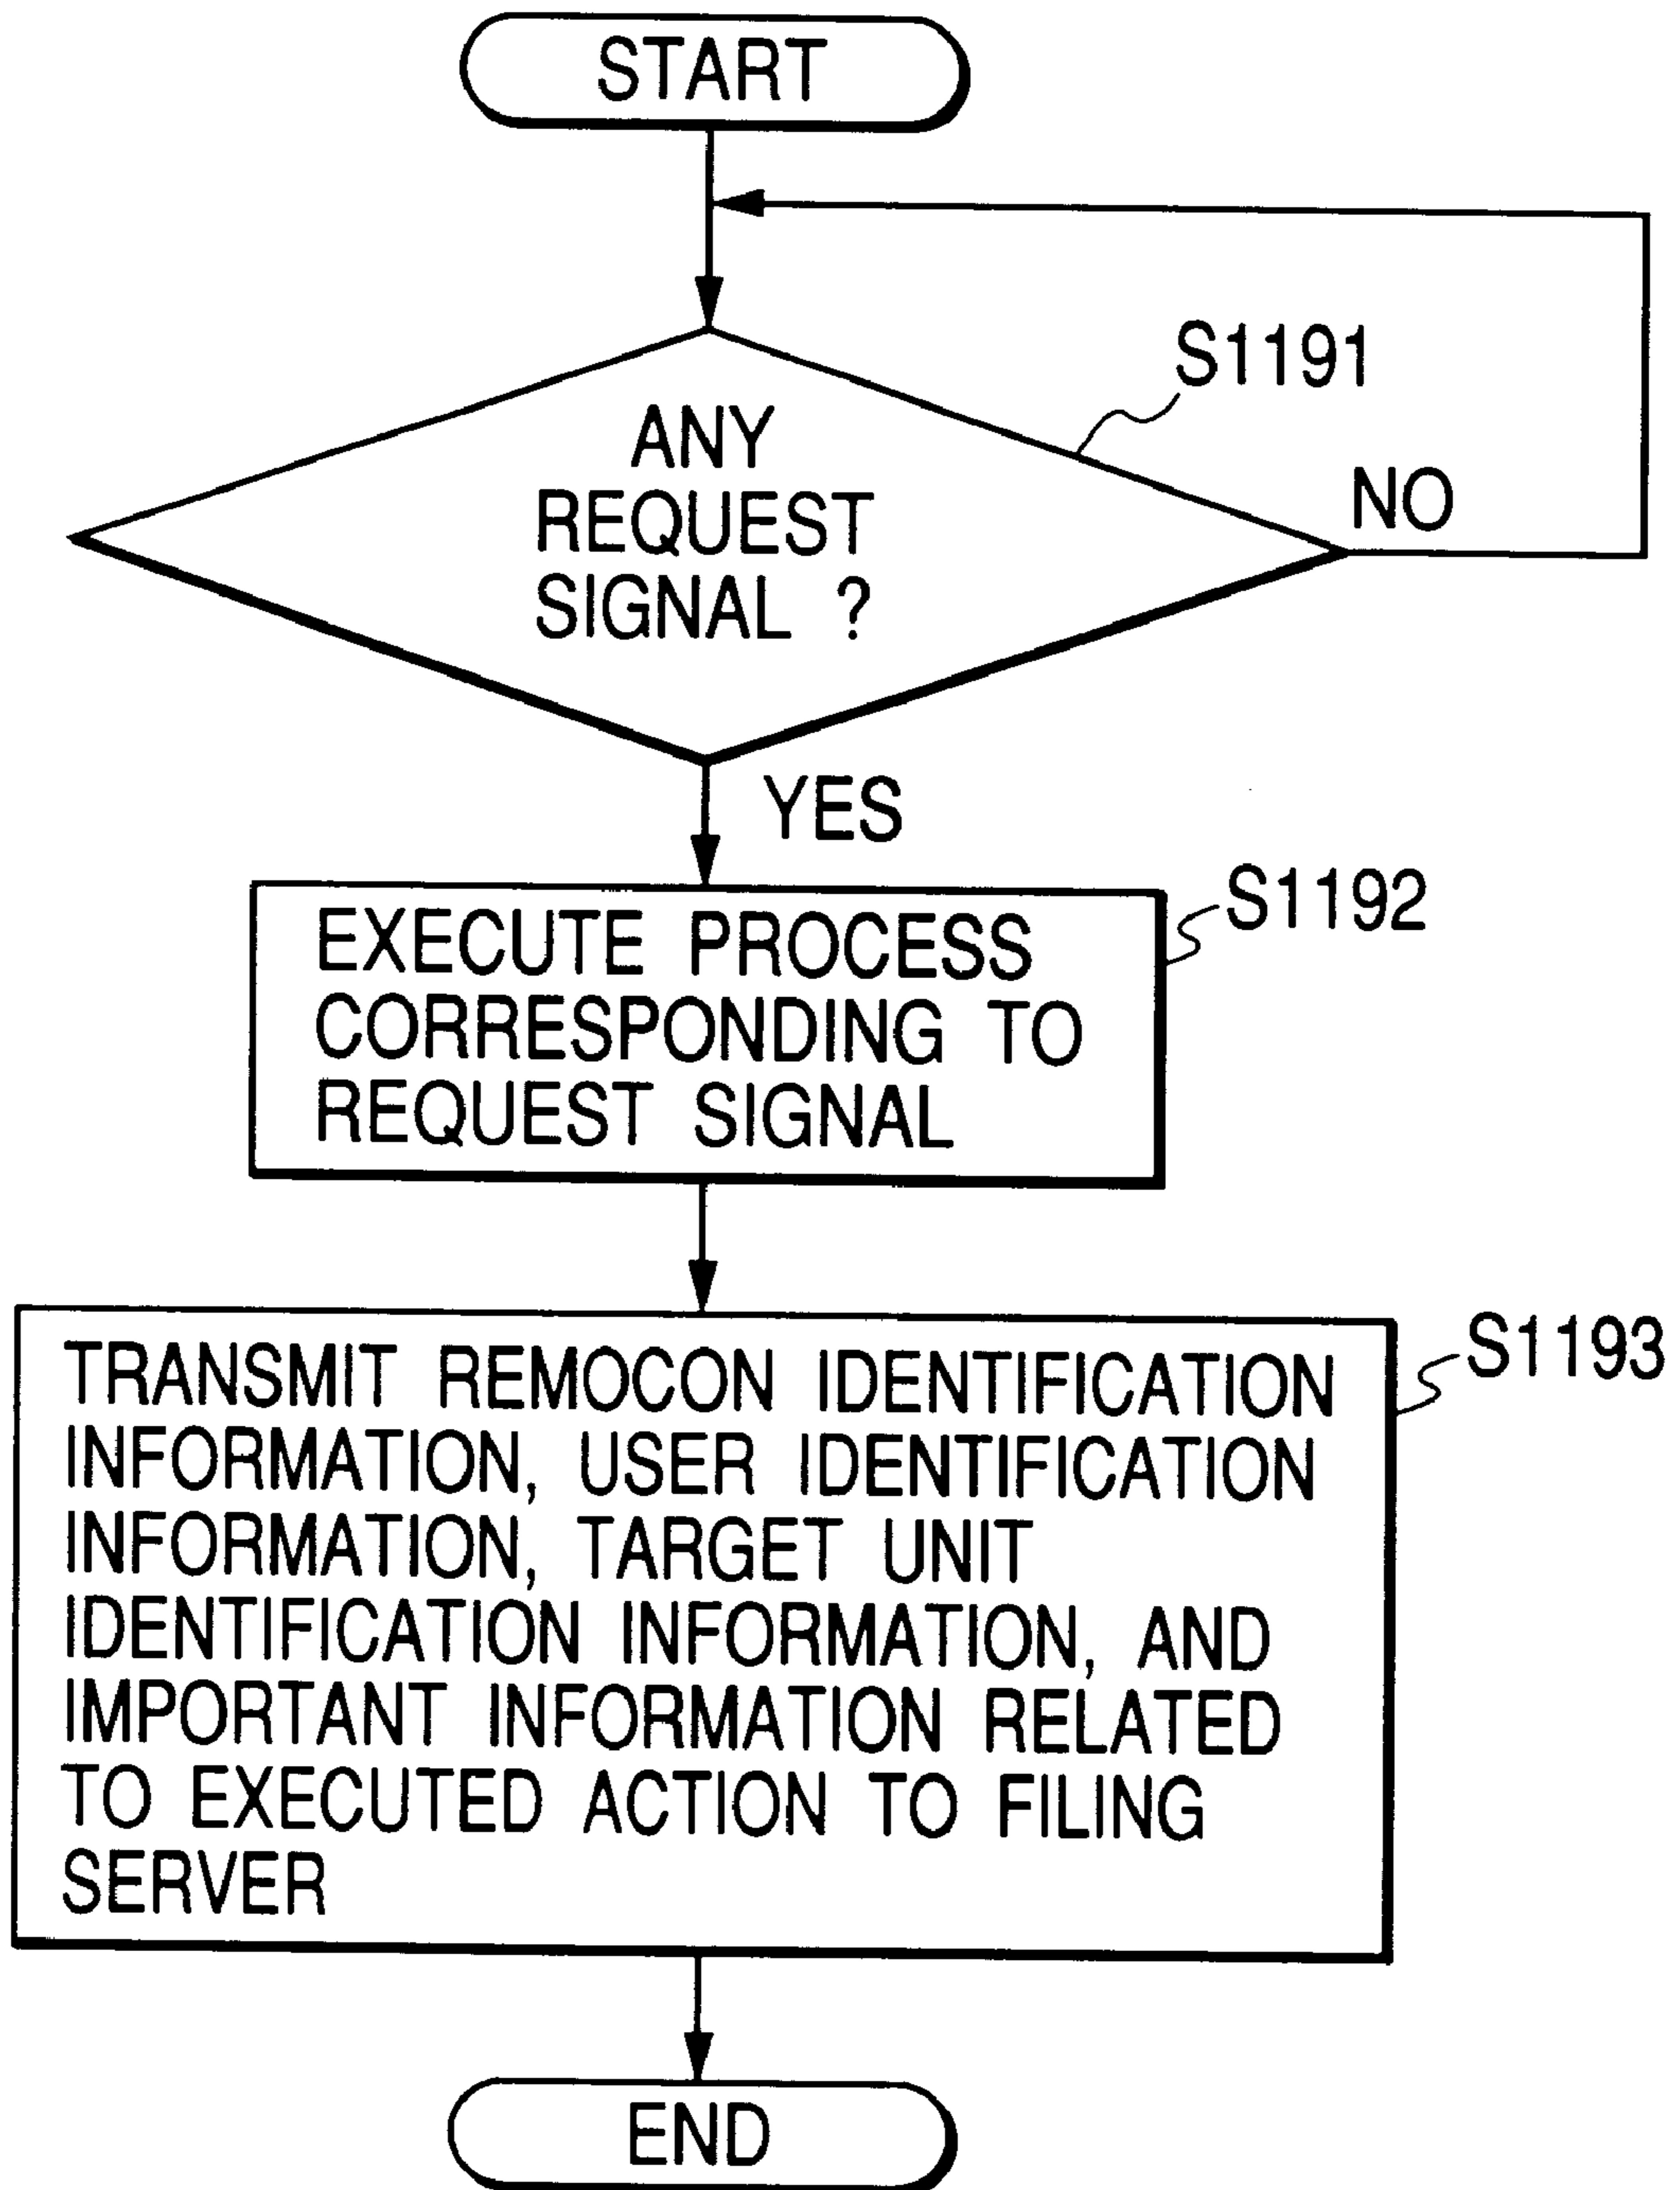 START
S1191
ANY
REQUEST
SIGNAL ?
NO
YES
S1192
EXECUTE PROCESS
CORRESPONDING TO
REQUEST SIGNAL
S1193
TRANSMIT REMOCON IDENTIFICATION
INFORMATION, USER IDENTIFICATION
INFORMATION, TARGET UNIT
IDENTIFICATION INFORMATION, AND
IMPORTANT INFORMATION RELATED
TO EXECUTED ACTION TO FILING
SERVER
END